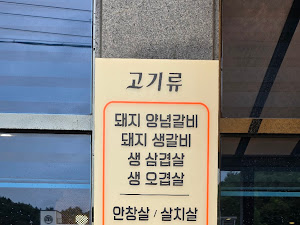 고기류
돼지 양념갈비
돼지 생갈비
생 삼겹살
생 오겹살
안창살 / 살치살